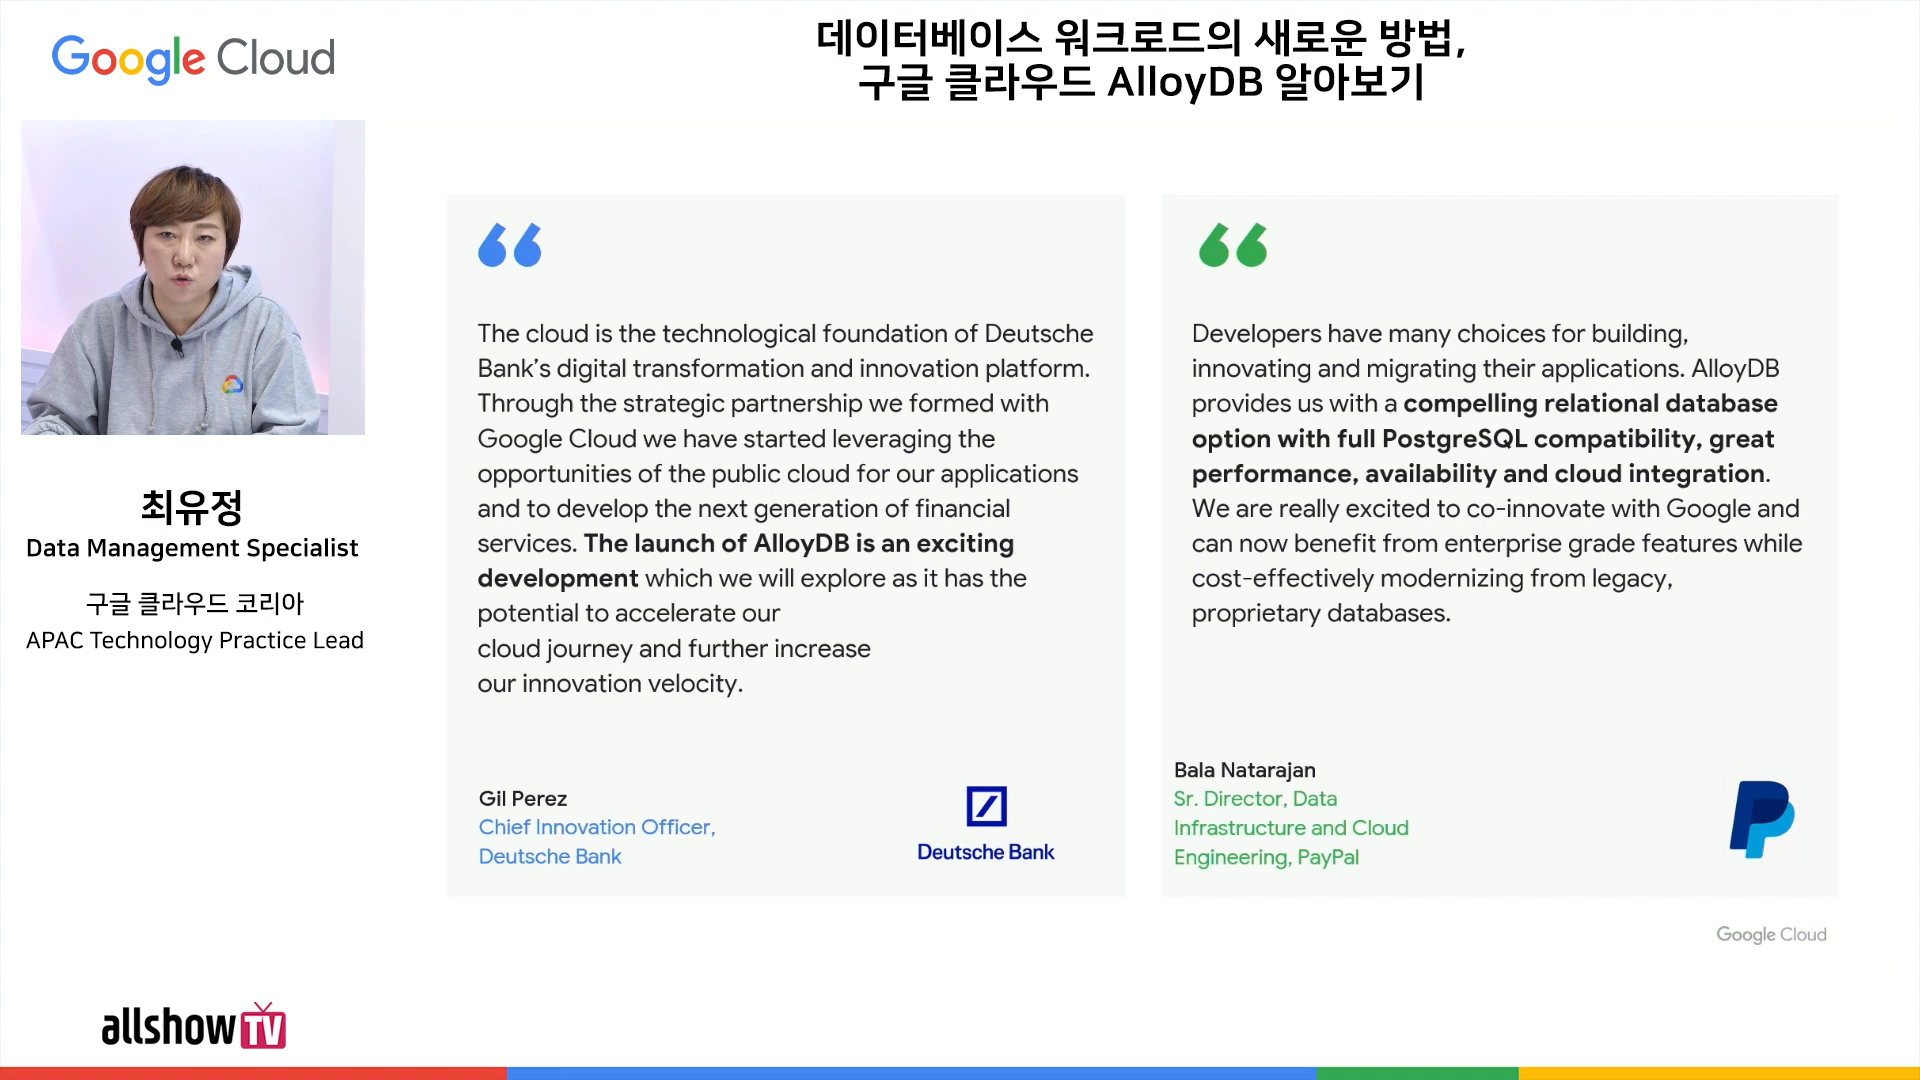 Google Cloud
데이터베이스 워크로드의 새로운 방법,
구글 클라우드 AlloyDB 알아보기
최유정
Data Management Specialist
구글 클라우드 코리아
APAC Technology Practice Lead
The cloud is the technological foundation of Deutsche
Bank’s digital transformation and innovation platform.
Through the strategic partnership we formed with
Google Cloud we have started leveraging the
opportunities of the public cloud for our applications
and to develop the next generation of financial
services. The launch of AlloyDB is an exciting
development which we will explore as it has the
potential to accelerate our
cloud journey and further increase
our innovation velocity.
Gil Perez
Chief Innovation Officer,
Deutsche Bank
Deutsche Bank
Developers have many choices for building,
innovating and migrating their applications. AlloyDB
provides us with a compelling relational database
option with full PostgreSQL compatibility, great
performance, availability and cloud integration.
We are really excited to co-innovate with Google and
can now benefit from enterprise grade features while
cost-effectively modernizing from legacy,
proprietary databases.
Bala Natarajan
Sr. Director, Data
Infrastructure and Cloud
Engineering, PayPal
Google Cloud
allshowTV